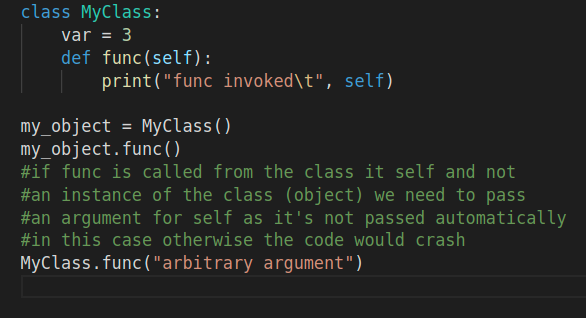 class MyClass:
    var = 3
    def func(self):
        print("func invoked\t", self)

my_object = MyClass()
my_object.func()
#if func is called from the class it self and not
#an instance of the class (object) we need to pass
#an argument for self as it's not passed automatically
#in this case otherwise the code would crash
MyClass.func("arbitrary argument")